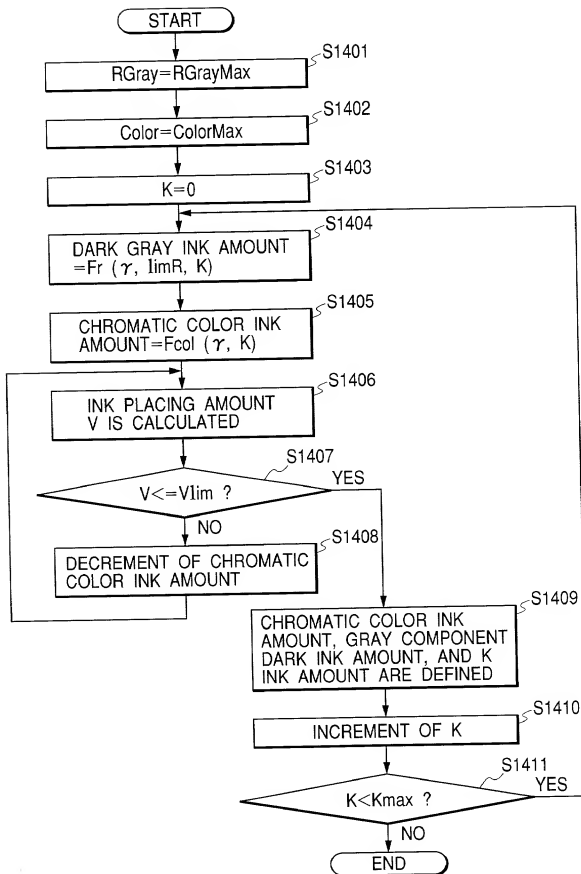 START
S1401
RGray=RGrayMax
S1402
Color=ColorMax
S1403
K=0
S1404
DARK GRAY INK AMOUNT
=Fr (γ, limR, K)
S1405
CHROMATIC COLOR INK
AMOUNT=Fcol (γ, K)
S1406
INK PLACING AMOUNT
V IS CALCULATED
S1407
V<=Vlim ?
YES
NO
S1408
DECREMENT OF CHROMATIC
COLOR INK AMOUNT
S1409
CHROMATIC COLOR INK
AMOUNT, GRAY COMPONENT
DARK INK AMOUNT, AND K
INK AMOUNT ARE DEFINED
S1410
INCREMENT OF K
S1411
K<Kmax ?
YES
NO
END